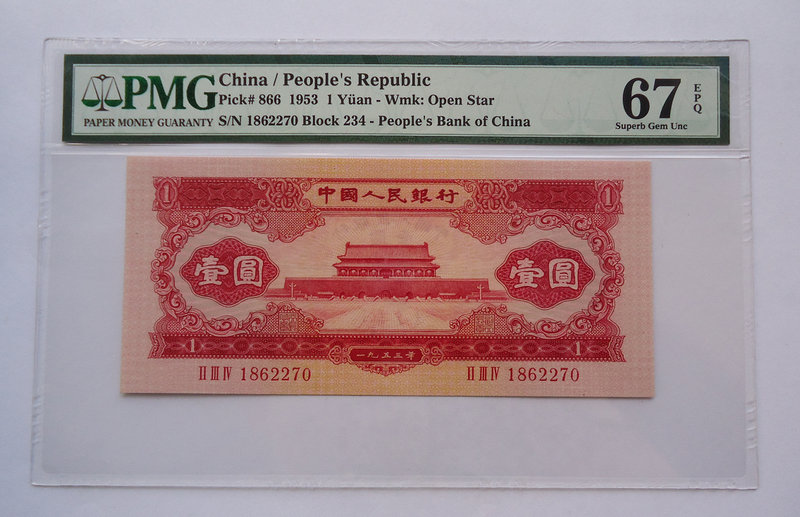 PMG
PAPER MONEY GUARANTY
China / People's Republic
Pick# 866 1953 1 Yüan - Wmk: Open Star
S/N 1862270 Block 234 - People's Bank of China
67
EPQ
Superb Gem Unc
中國人民銀行
1
1
壹圓
壹圓
1
1
一九五三年
II III IV 1862270
II III IV 1862270